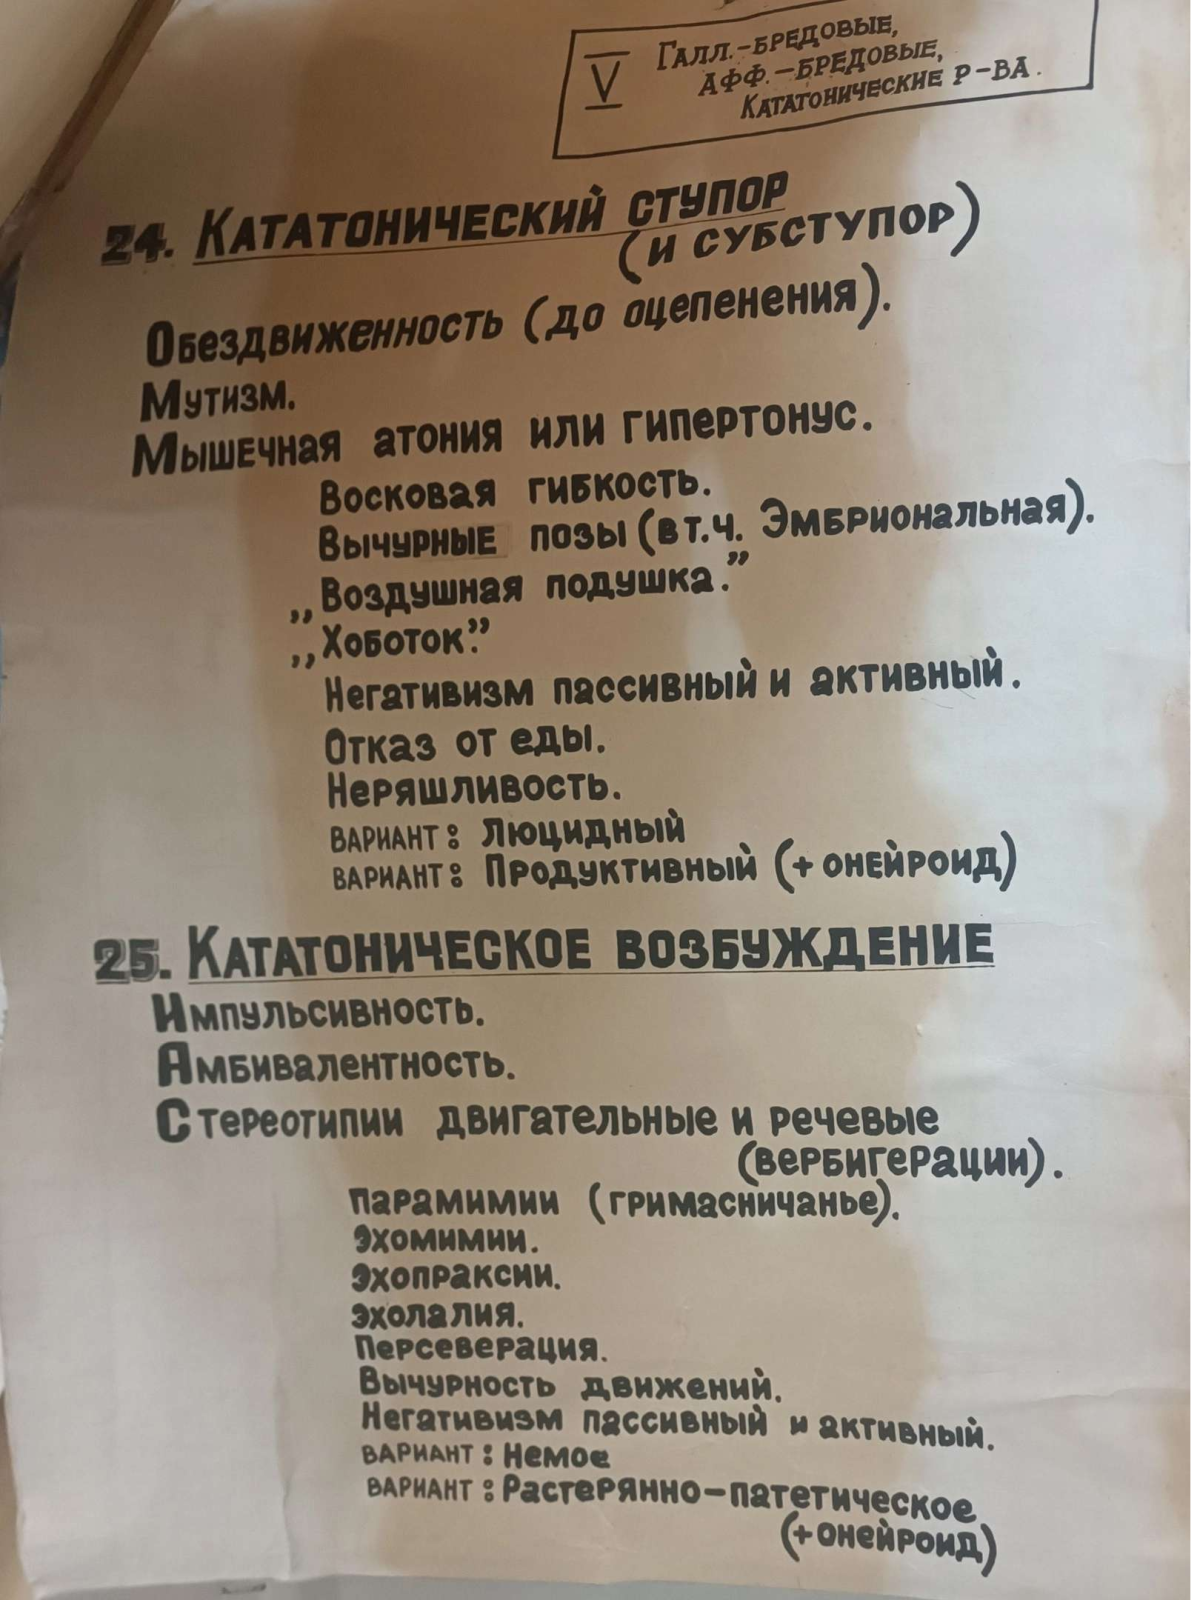 V
Галл.-бредовые,
Афф.-бредовые,
Кататонические р-ва.
24. Кататонический ступор
(и субступор)
Обездвиженность (до оцепенения).
Мутизм.
Мышечная атония или гипертонус.
Восковая гибкость.
Вычурные позы (в т.ч. Эмбриональная).
„Воздушная подушка.”
„Хоботок.”
Негативизм пассивный и активный.
Отказ от еды.
Неряшливость.
вариант: Люцидный
вариант: Продуктивный (+ онейроид)
25. Кататоническое возбуждение
Импульсивность.
Амбивалентность.
Стереотипии двигательные и речевые
(вербигерации).
Парамимии (гримасничанье).
Эхомимии.
Эхопраксии.
Эхолалия.
Персеверация.
Вычурность движений.
Негативизм пассивный и активный.
вариант: Немое
вариант: Растерянно-патетическое
(+онейроид)